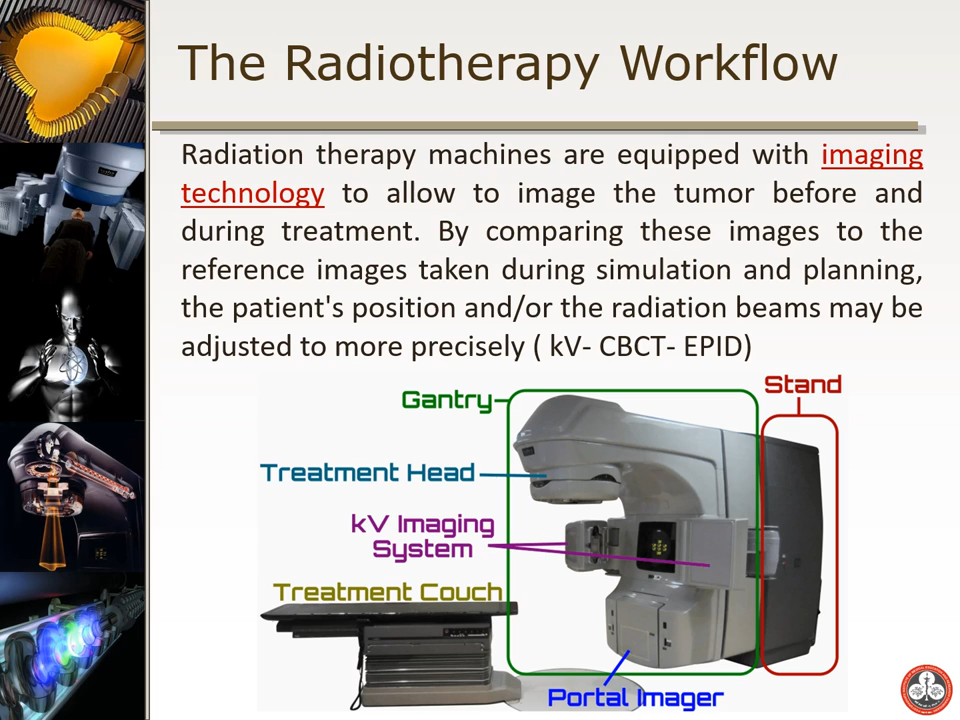 The Radiotherapy Workflow
Radiation therapy machines are equipped with imaging
technology to allow to image the tumor before and
during treatment. By comparing these images to the
reference images taken during simulation and planning,
the patient's position and/or the radiation beams may be
adjusted to more precisely ( kV- CBCT- EPID)
Stand
Gantry
Treatment Head
kV Imaging
System
Treatment Couch
Portal Imager